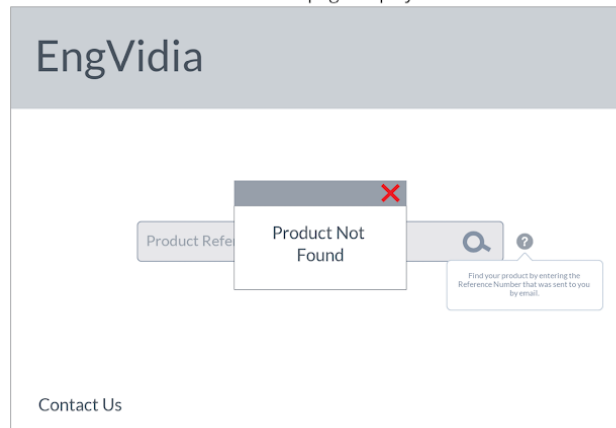 EngVidia
Product Not
Found
Product Refer
Find your product by entering the
Reference Number that was sent to you
by email.
Contact Us